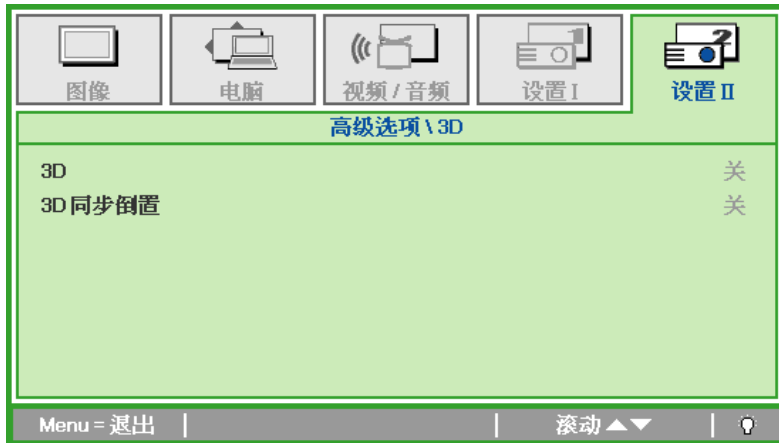 图像 电脑 视频 / 音频 设置 I 设置 II
高级选项 \ 3D
3D 关
3D 同步倒置 关
Menu = 退出 滚动 ▲▼